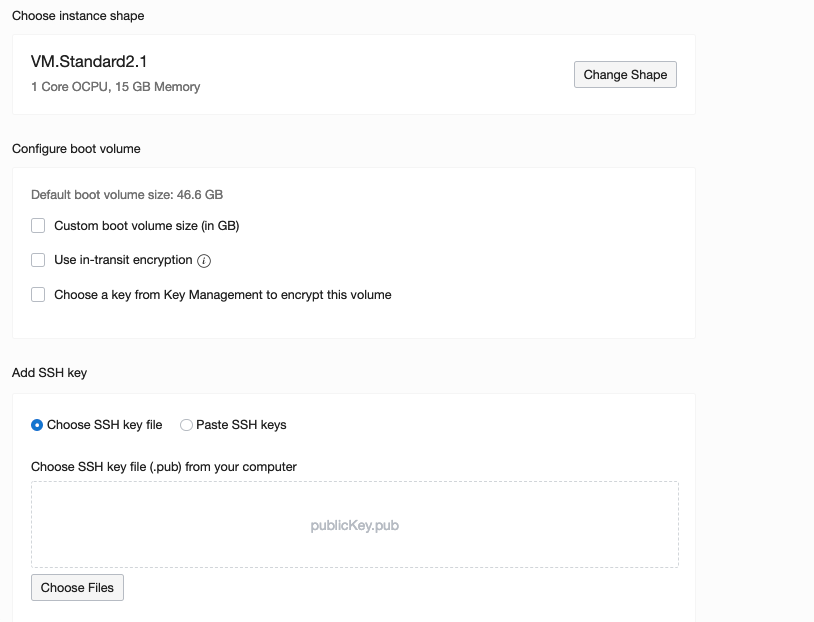 Choose instance shape
VM.Standard2.1
1 Core OCPU, 15 GB Memory
Change Shape
Configure boot volume
Default boot volume size: 46.6 GB
Custom boot volume size (in GB)
Use in-transit encryption i
Choose a key from Key Management to encrypt this volume
Add SSH key
Choose SSH key file Paste SSH keys
Choose SSH key file (.pub) from your computer
publicKey.pub
Choose Files